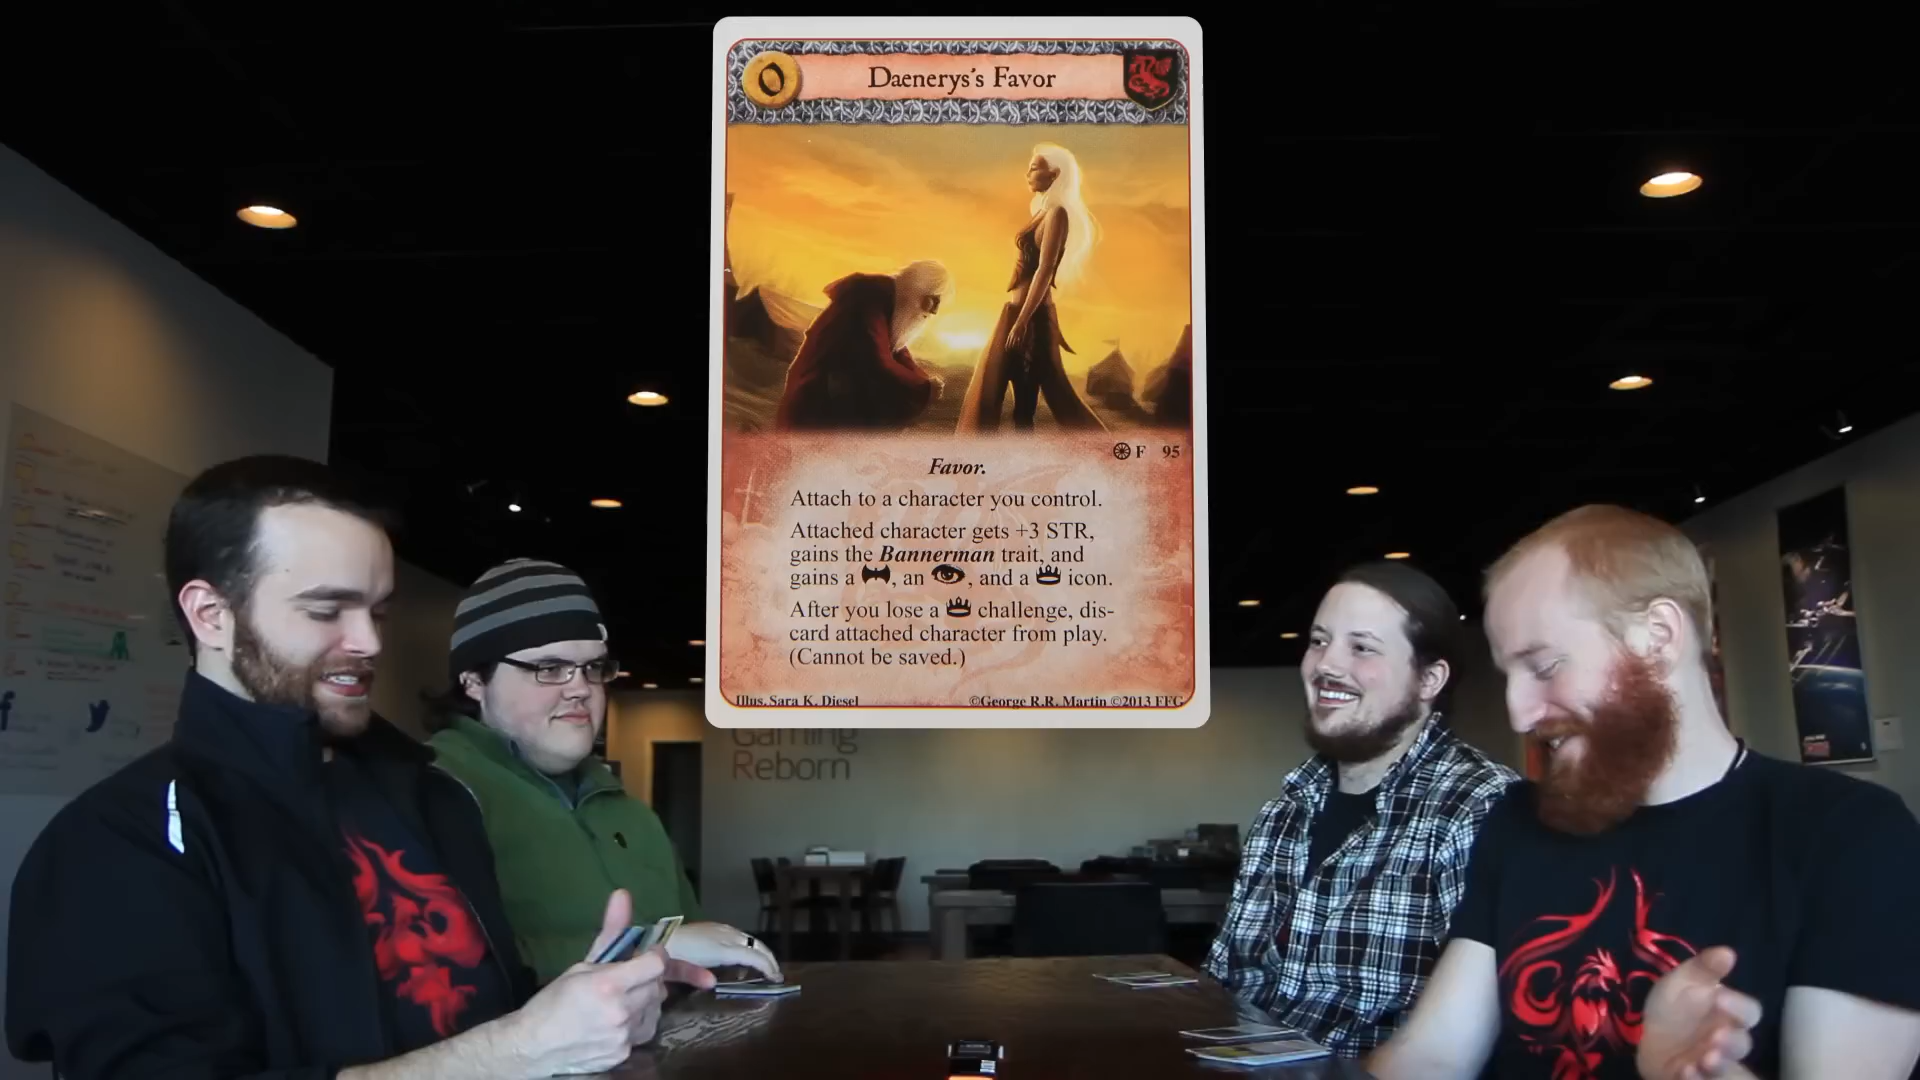 0
Daenerys's Favor
F 95
Favor.
Attach to a character you control.
Attached character gets +3 STR,
gains the Bannerman trait, and
gains a , an , and a icon.
After you lose a challenge, dis-
card attached character from play.
(Cannot be saved.)
Illus. Sara K. Diesel ©George R.R. Martin ©2013 FFG
Gaming
Reborn